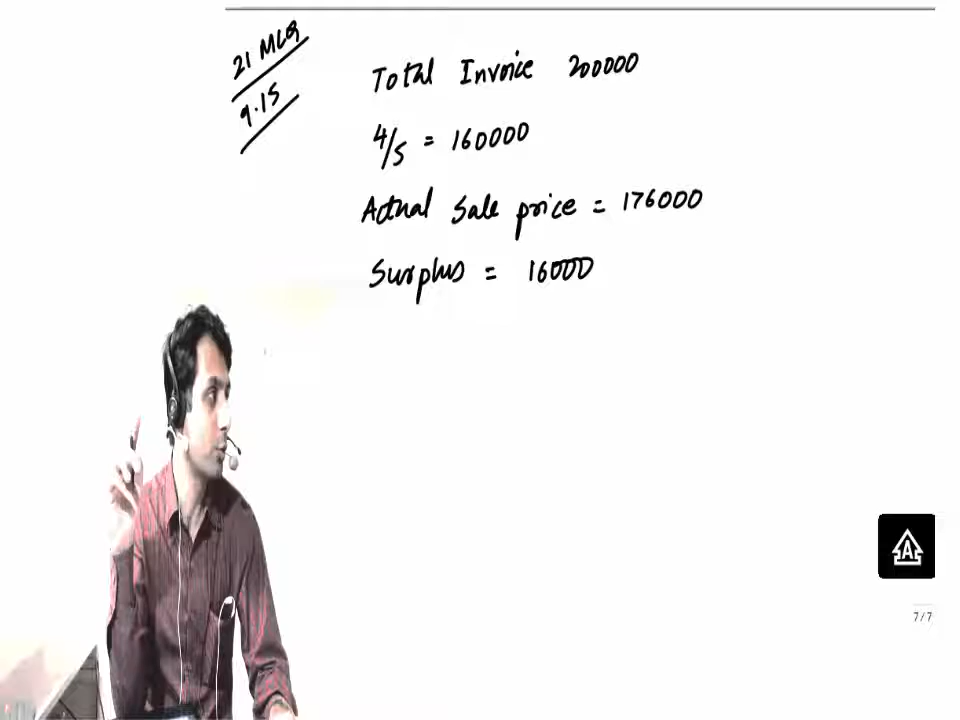 21 MCQ
9.15
Total Invoice 200000
4/5 = 160000
Actual Sale price = 176000
Surplus = 16000
A
7/7